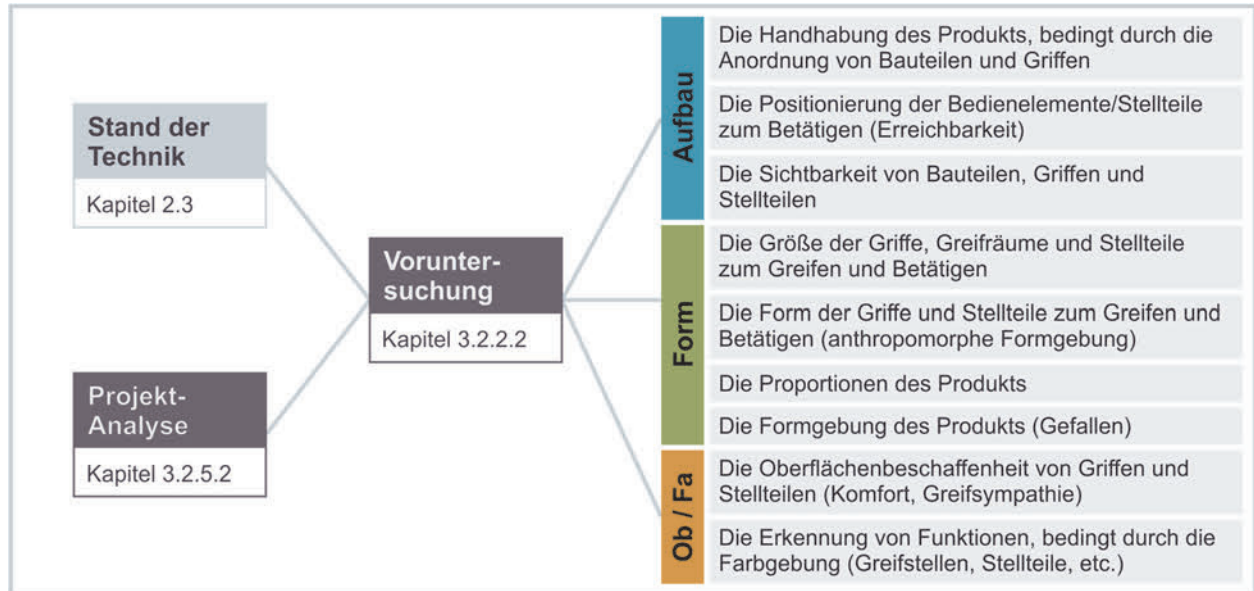 Stand der
Technik
Kapitel 2.3
Projekt-
Analyse
Kapitel 3.2.5.2
Vorunter-
suchung
Kapitel 3.2.2.2
Aufbau
Die Handhabung des Produkts, bedingt durch die
Anordnung von Bauteilen und Griffen
Die Positionierung der Bedienelemente/Stellteile
zum Betätigen (Erreichbarkeit)
Die Sichtbarkeit von Bauteilen, Griffen und
Stellteilen
Form
Die Größe der Griffe, Greifräume und Stellteile
zum Greifen und Betätigen
Die Form der Griffe und Stellteile zum Greifen und
Betätigen (anthropomorphe Formgebung)
Die Proportionen des Produkts
Die Formgebung des Produkts (Gefallen)
Ob / Fa
Die Oberflächenbeschaffenheit von Griffen und
Stellteilen (Komfort, Greifsympathie)
Die Erkennung von Funktionen, bedingt durch die
Farbgebung (Greifstellen, Stellteile, etc.)